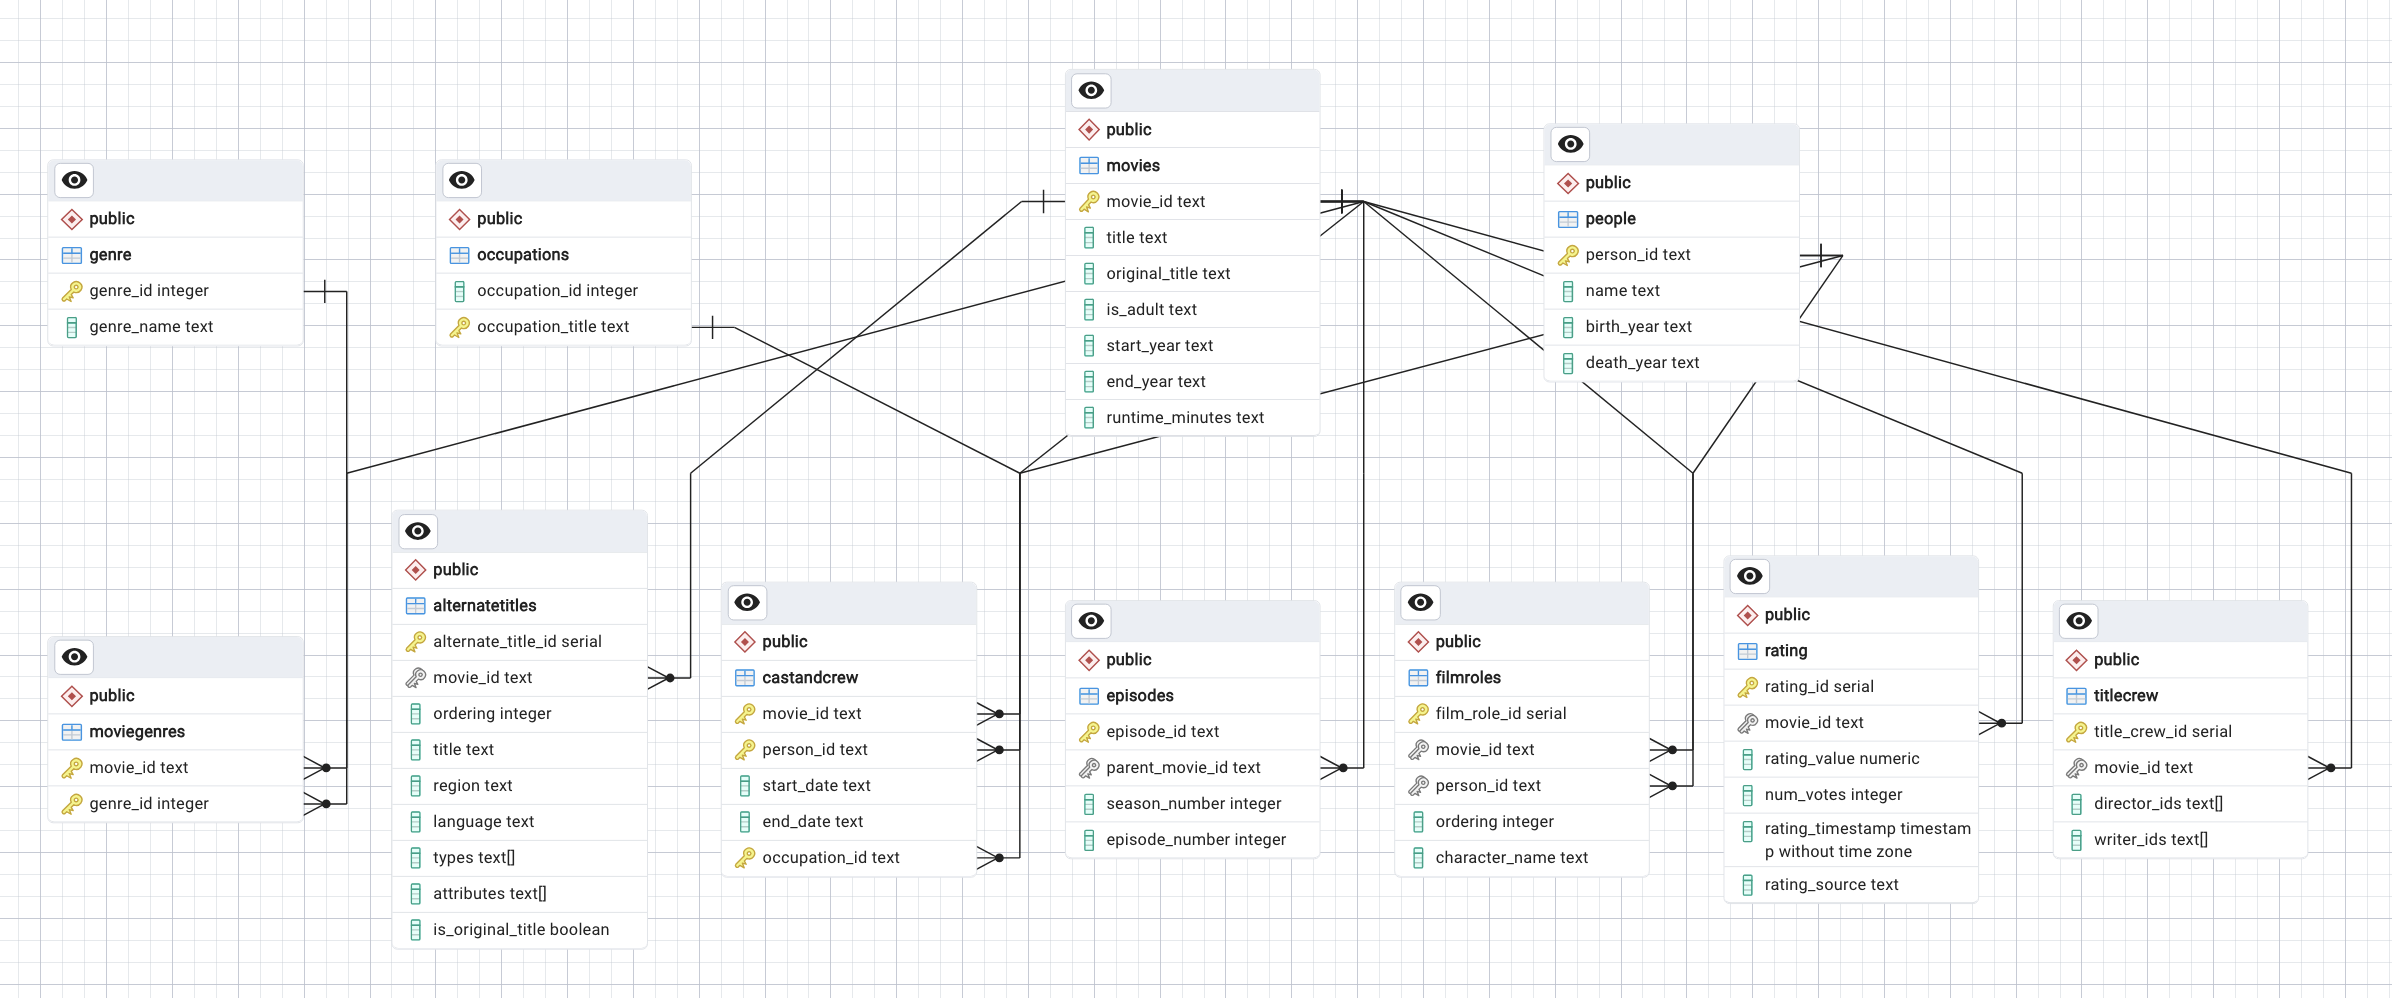 public
genre
genre_id integer
genre_name text
public
occupations
occupation_id integer
occupation_title text
public
movies
movie_id text
title text
original_title text
is_adult text
start_year text
end_year text
runtime_minutes text
public
people
person_id text
name text
birth_year text
death_year text
public
moviegenres
movie_id text
genre_id integer
public
alternatetitles
alternate_title_id serial
movie_id text
ordering integer
title text
region text
language text
types text[]
attributes text[]
is_original_title boolean
public
castandcrew
movie_id text
person_id text
start_date text
end_date text
occupation_id text
public
episodes
episode_id text
parent_movie_id text
season_number integer
episode_number integer
public
filmroles
film_role_id serial
movie_id text
person_id text
ordering integer
character_name text
public
rating
rating_id serial
movie_id text
rating_value numeric
num_votes integer
rating_timestamp timestam
p without time zone
rating_source text
public
titlecrew
title_crew_id serial
movie_id text
director_ids text[]
writer_ids text[]